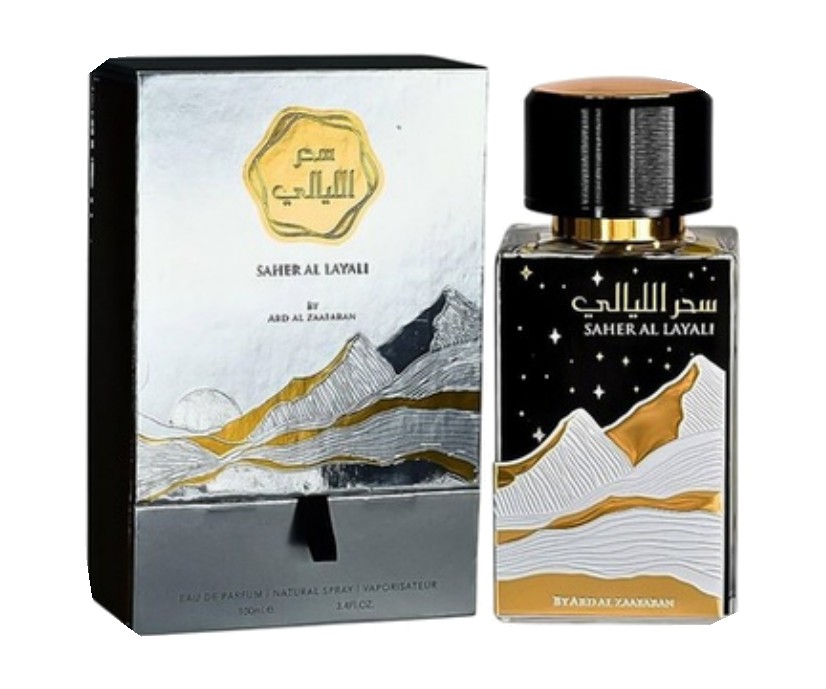 سحر
الليالي
SAHER AL LAYALI
BY
ARD AL ZAAFARAN
EAU DE PARFUM | NATURAL SPRAY | VAPORISATEUR
100mL℮ 3.4Fl.OZ.
سحر الليالي
SAHER AL LAYALI
BY ARD AL ZAAFARAN